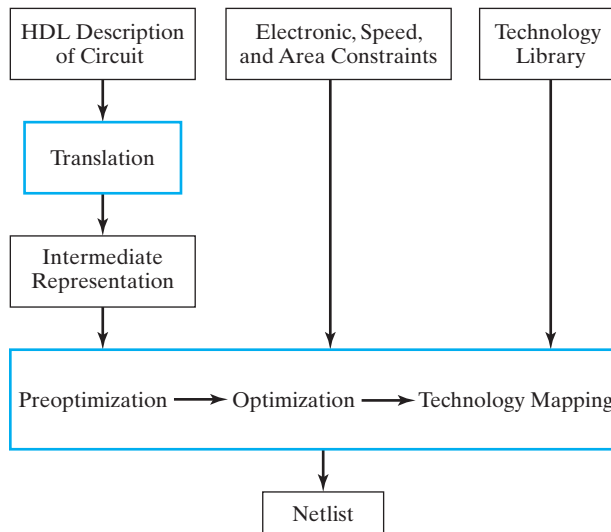 HDL Description
of Circuit
Electronic, Speed,
and Area Constraints
Technology
Library
Translation
Intermediate
Representation
Preoptimization
Optimization
Technology Mapping
Netlist